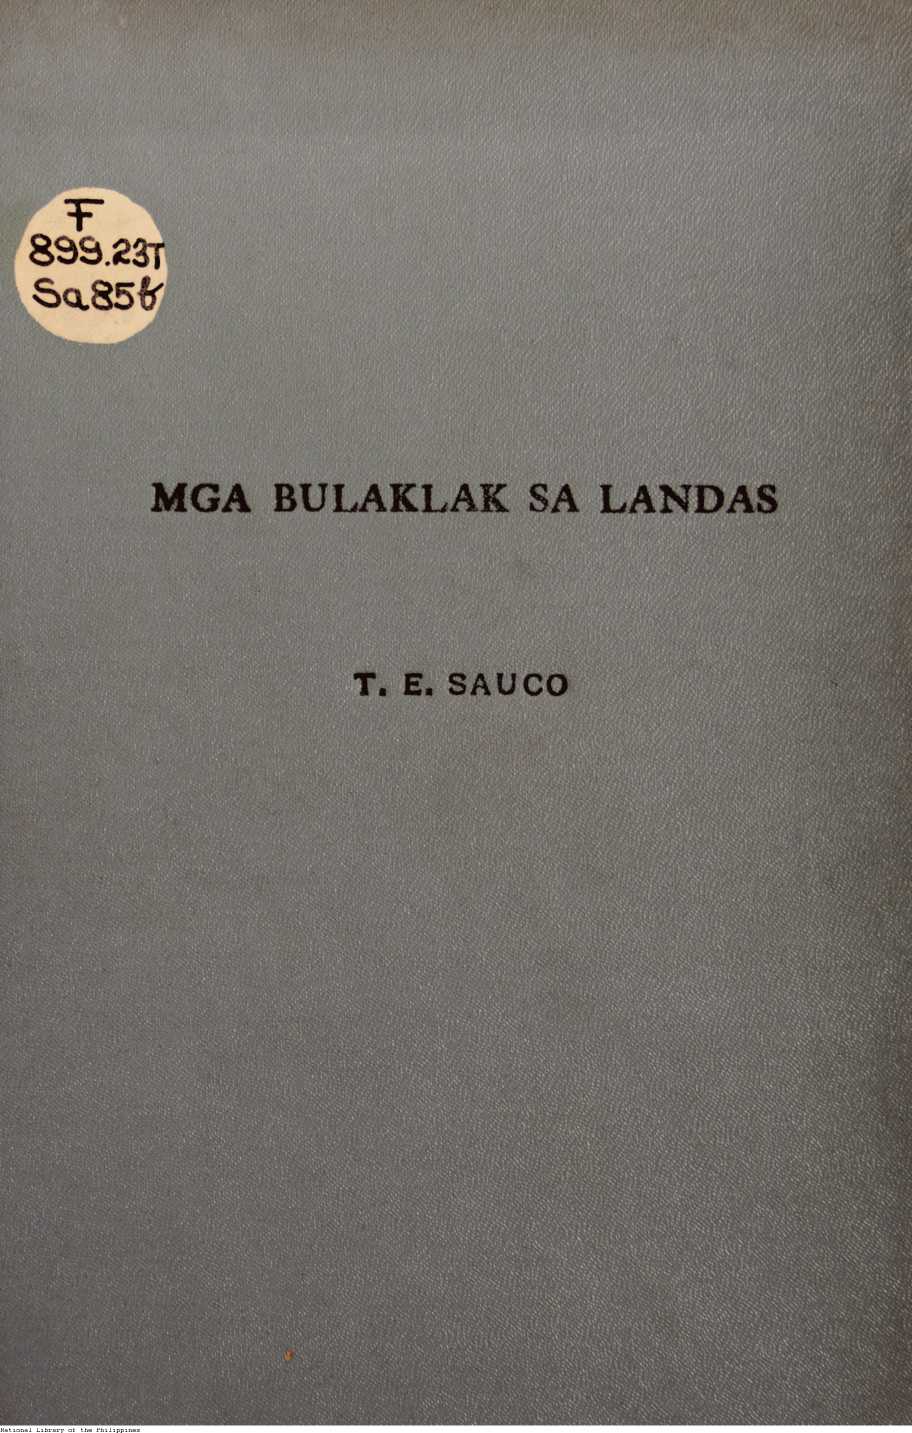 F
899.23T
Sa85b
MGA BULAKLAK SA LANDAS
T. E. SAUCO
National Library of the Philippines